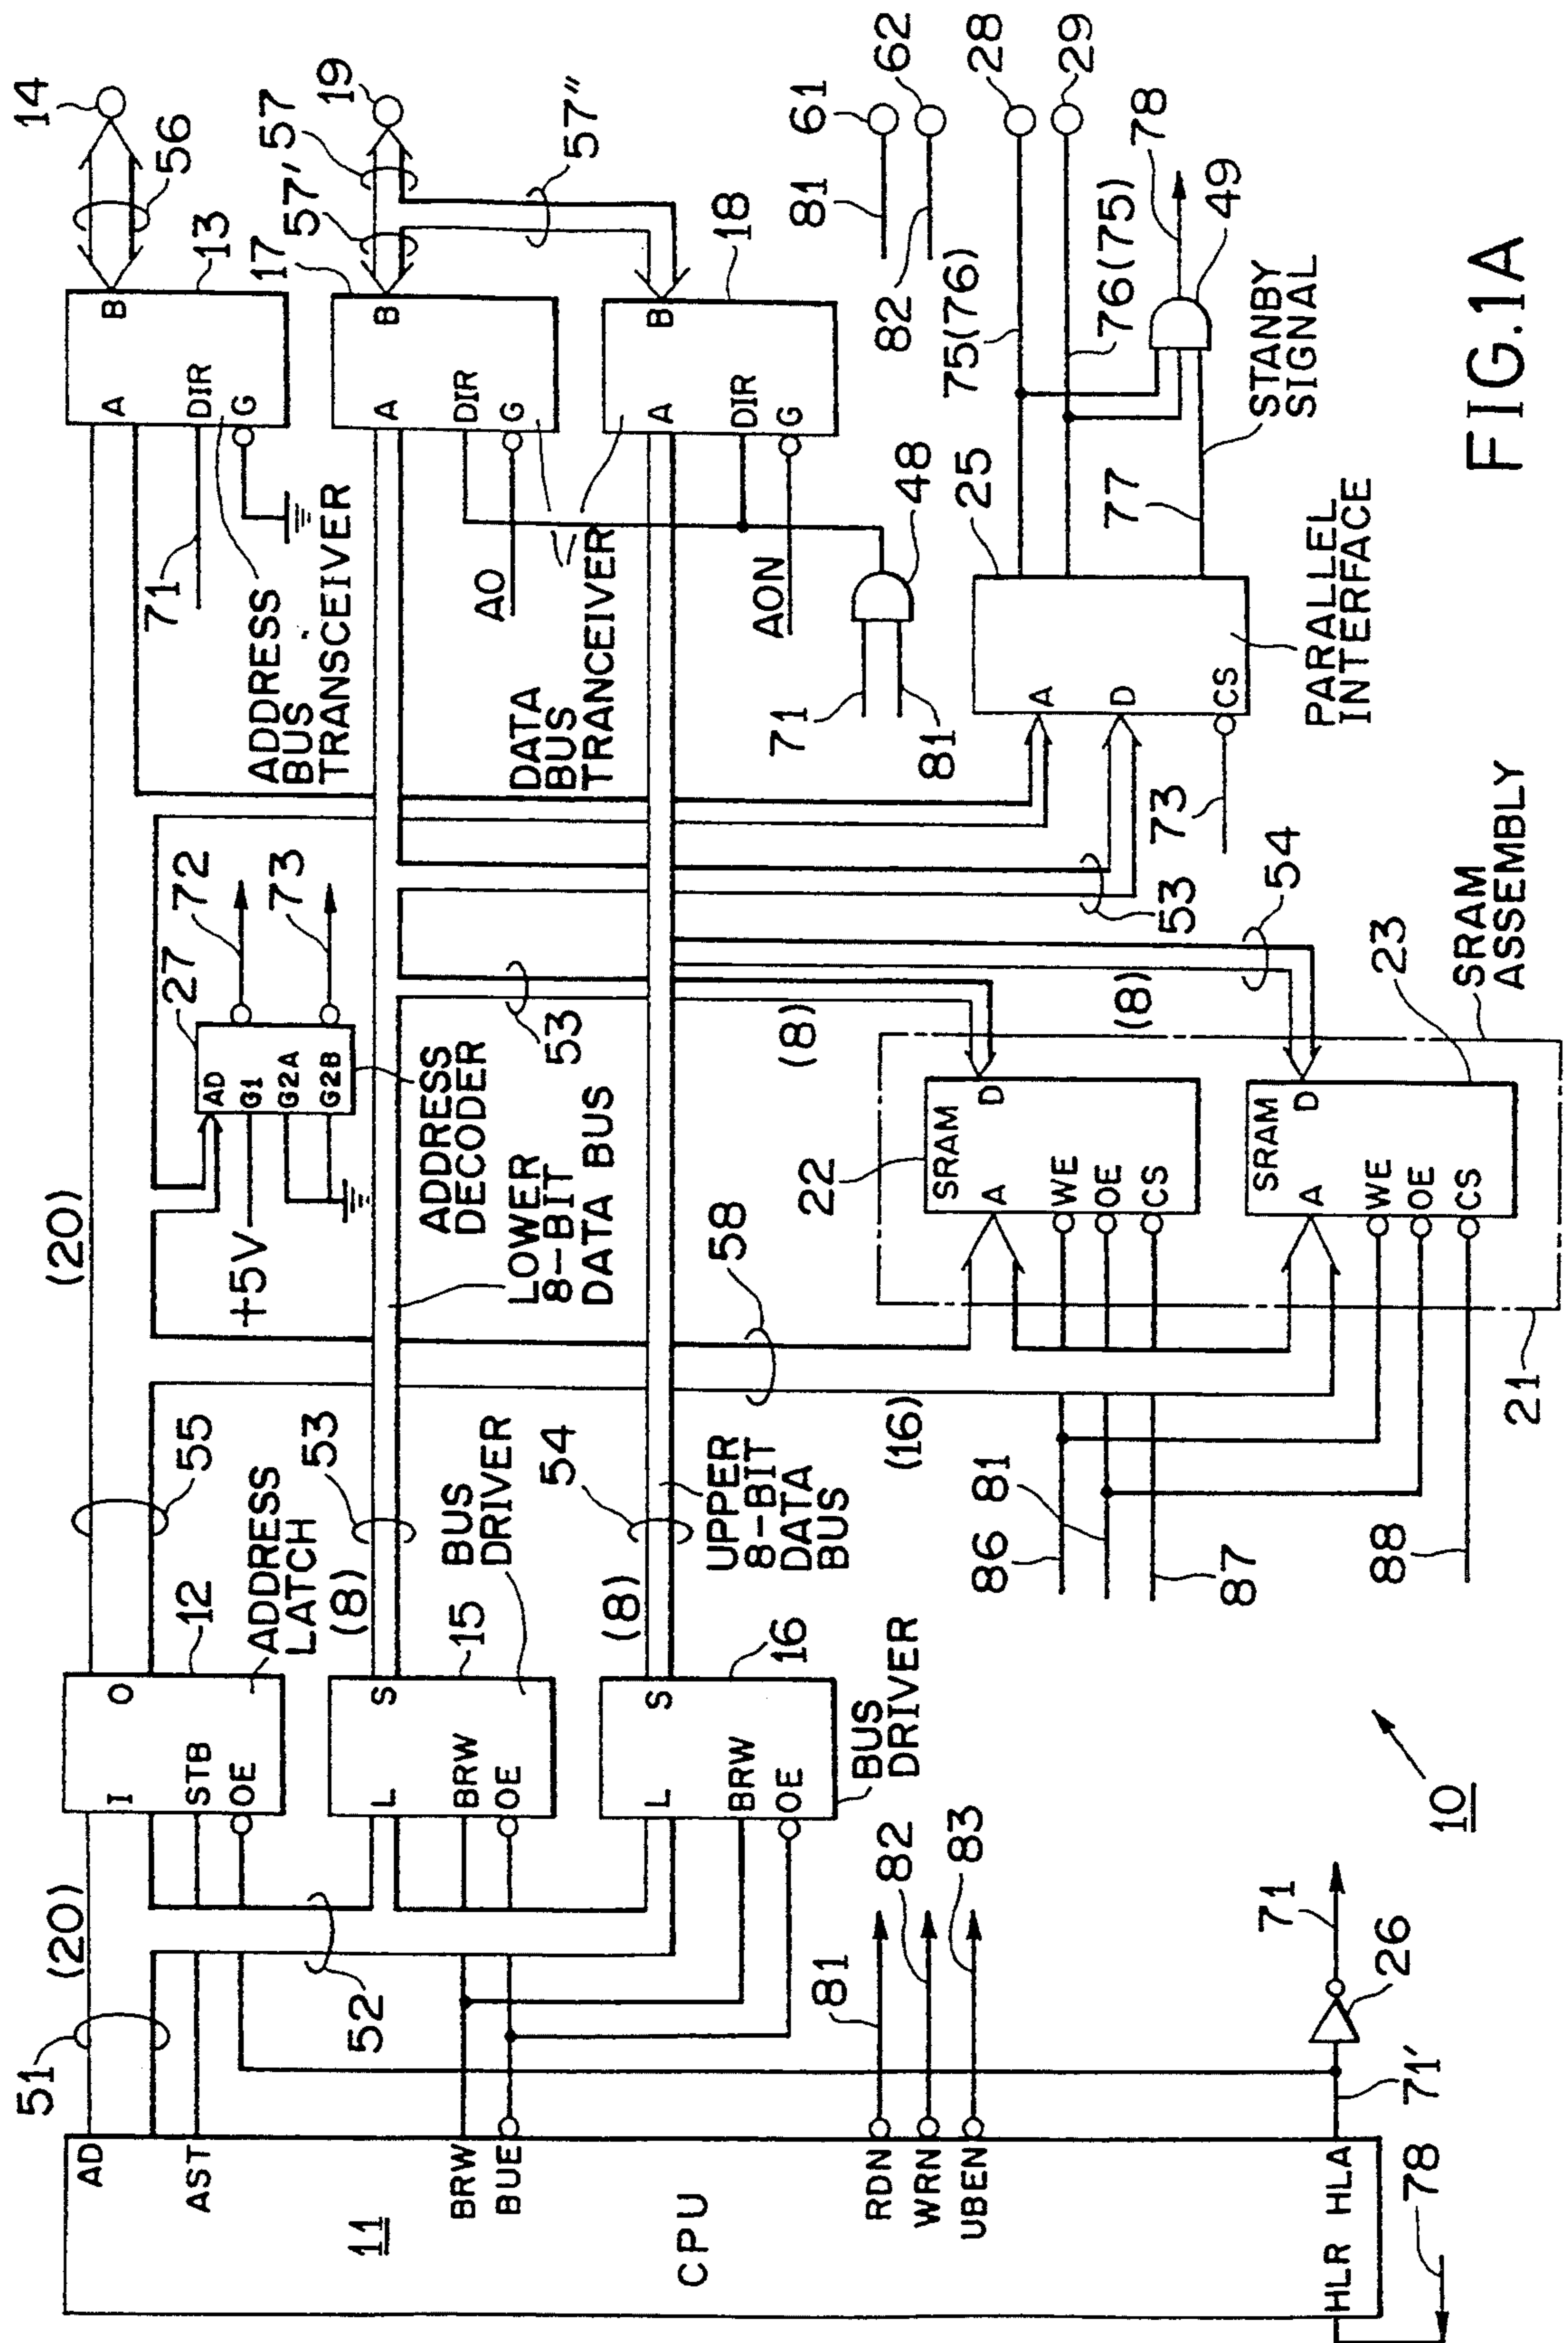 14
56
19
57
57'
57"
(20)
B
A
DIR
G
13
71
ADDRESS
BUS
TRANSCEIVER
17
B
A
DIR
G
AO
DATA
BUS
TRANCEIVER
B
A
DIR
G
18
AON
48
71
81
61
62
81
82
28
29
75(76)
76(75)
78
49
STANBY
SIGNAL
77
25
A
D
CS
73
PARALLEL
INTERFACE
72
73
27
AD
G1
G2A
G2B
+5V
ADDRESS
DECODER
LOWER
8-BIT
DATA BUS
53
(8)
53
54
(8)
SRAM
ASSEMBLY
22
SRAM
D
A
WE
OE
CS
23
SRAM
D
A
WE
OE
CS
21
58
(16)
86
81
87
88
55
12
ADDRESS
LATCH
I
O
STB
OE
(20)
51
52
53
(8)
15
BUS
DRIVER
L
S
BRW
OE
54
(8)
UPPER
8-BIT
DATA
BUS
16
L
S
BRW
OE
BUS
DRIVER
AD
AST
11
BRW
BUE
CPU
RDN
WRN
UBEN
81
82
83
HLR HLA
71'
71
26
78
10
FIG.1A